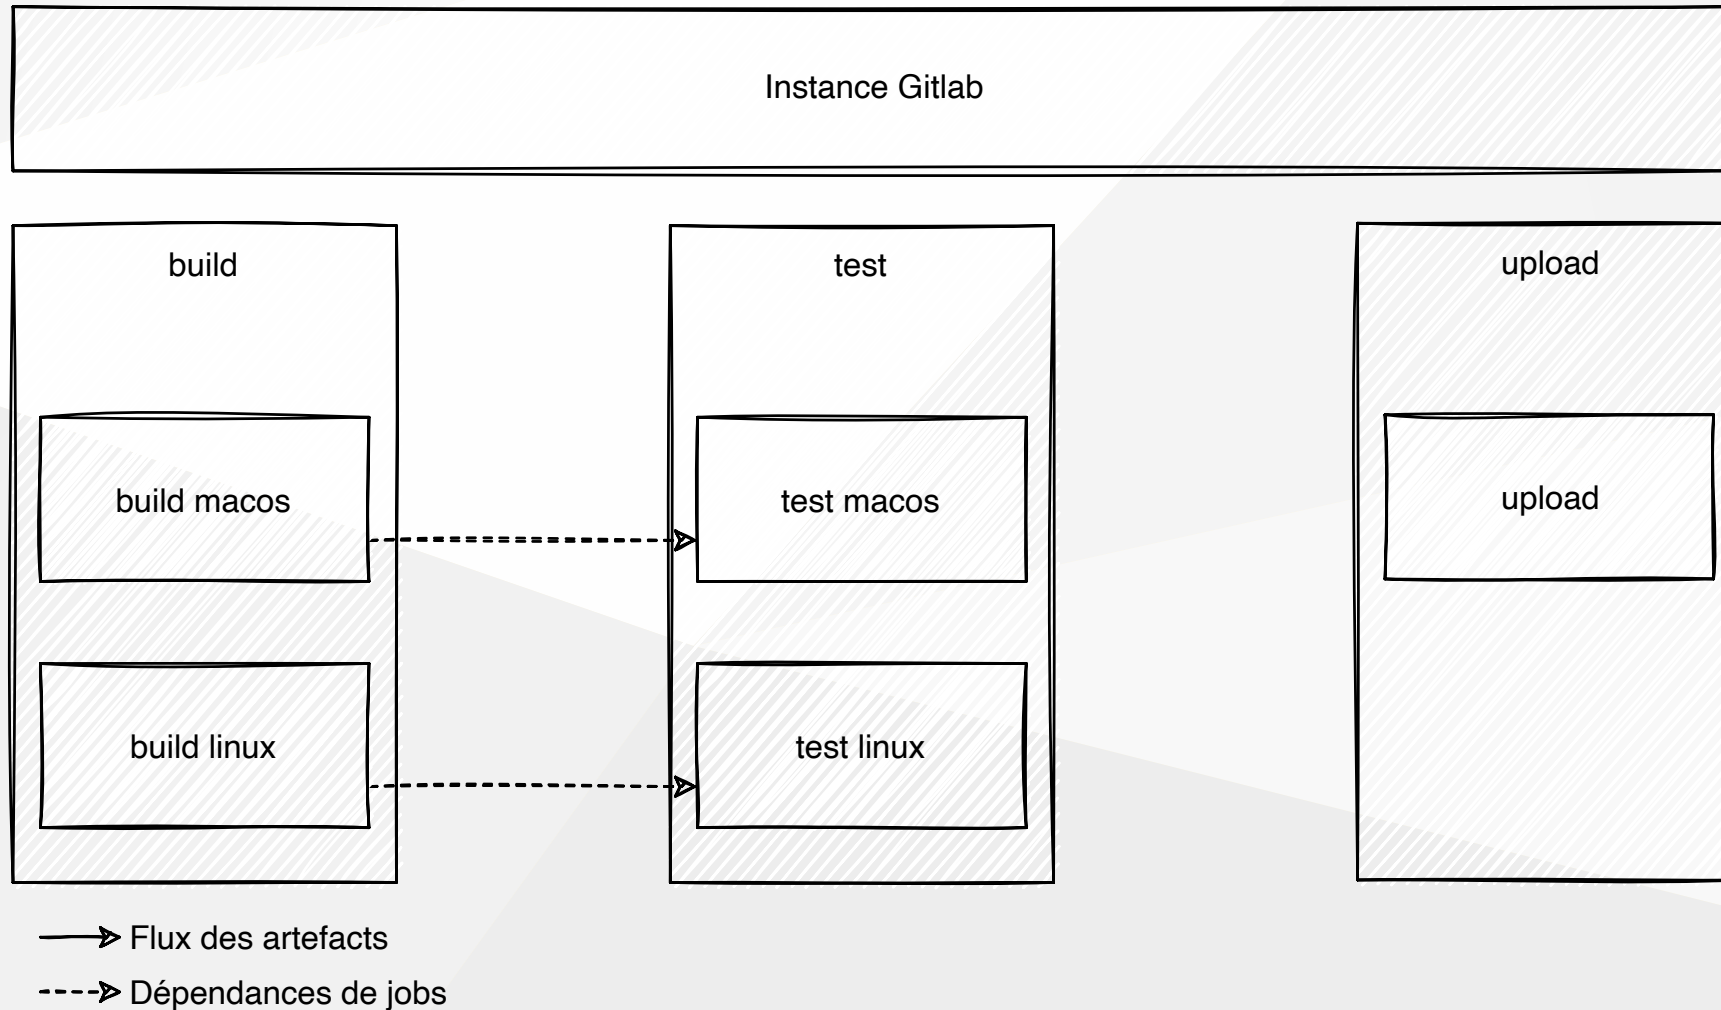 Instance Gitlab
build
test
upload
build macos
test macos
upload
build linux
test linux
Flux des artefacts
Dépendances de jobs